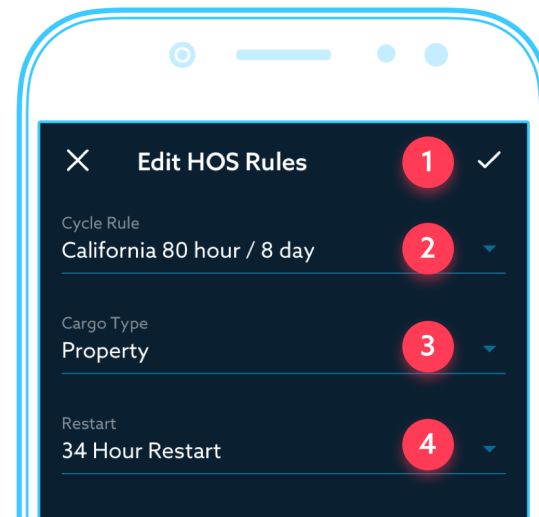 Edit HOS Rules 1
Cycle Rule
California 80 hour / 8 day 2
Cargo Type
Property 3
Restart
34 Hour Restart 4